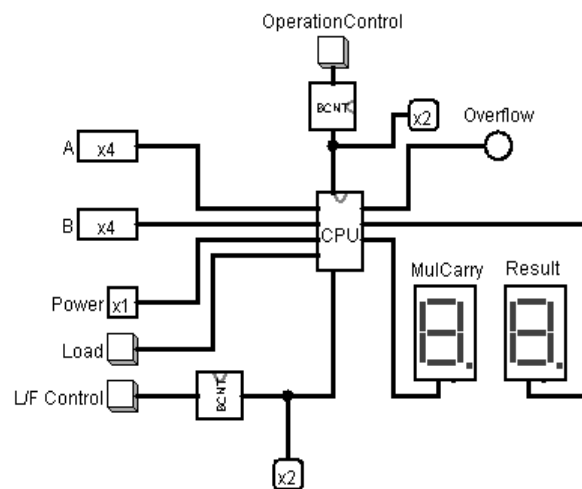 OperationControl
BCNT
x2
Overflow
A x4
B x4
CPU
MulCarry
Result
Power x1
Load
L/F Control
BCNT
x2